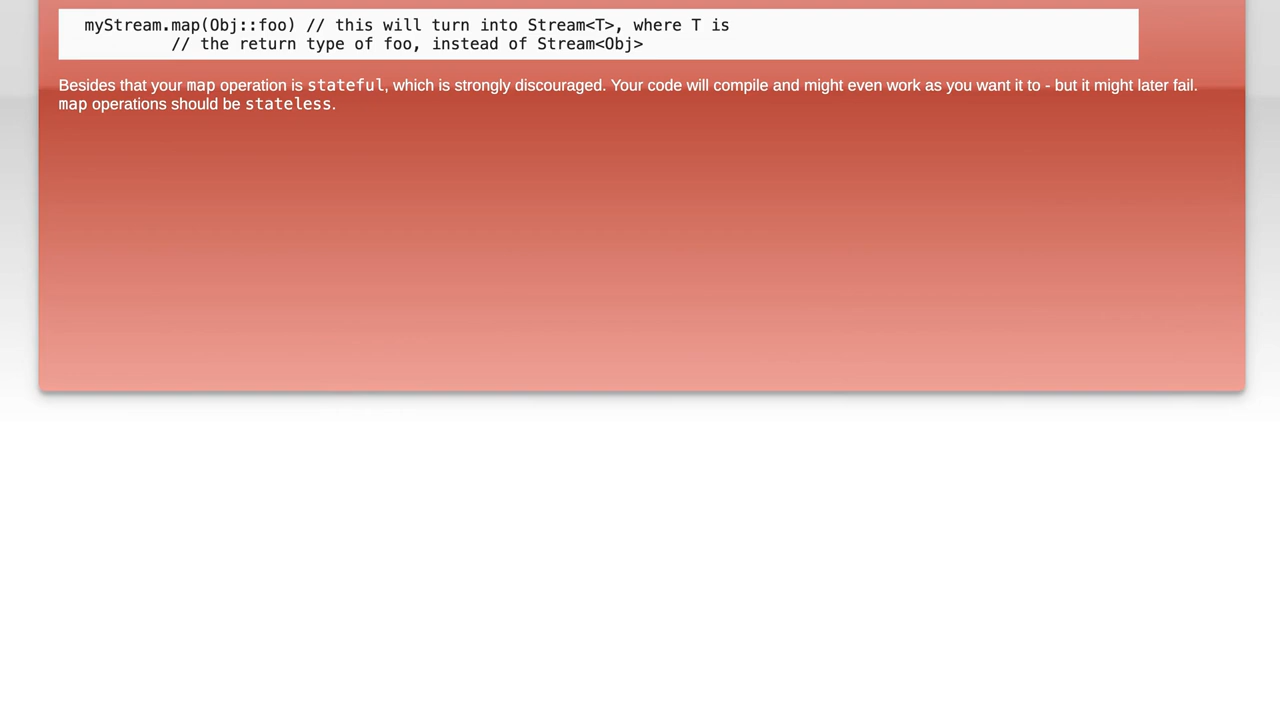 myStream.map(Obj::foo) // this will turn into Stream<T>, where T is
// the return type of foo, instead of Stream<Obj>
Besides that your map operation is stateful, which is strongly discouraged. Your code will compile and might even work as you want it to - but it might later fail.
map operations should be stateless.